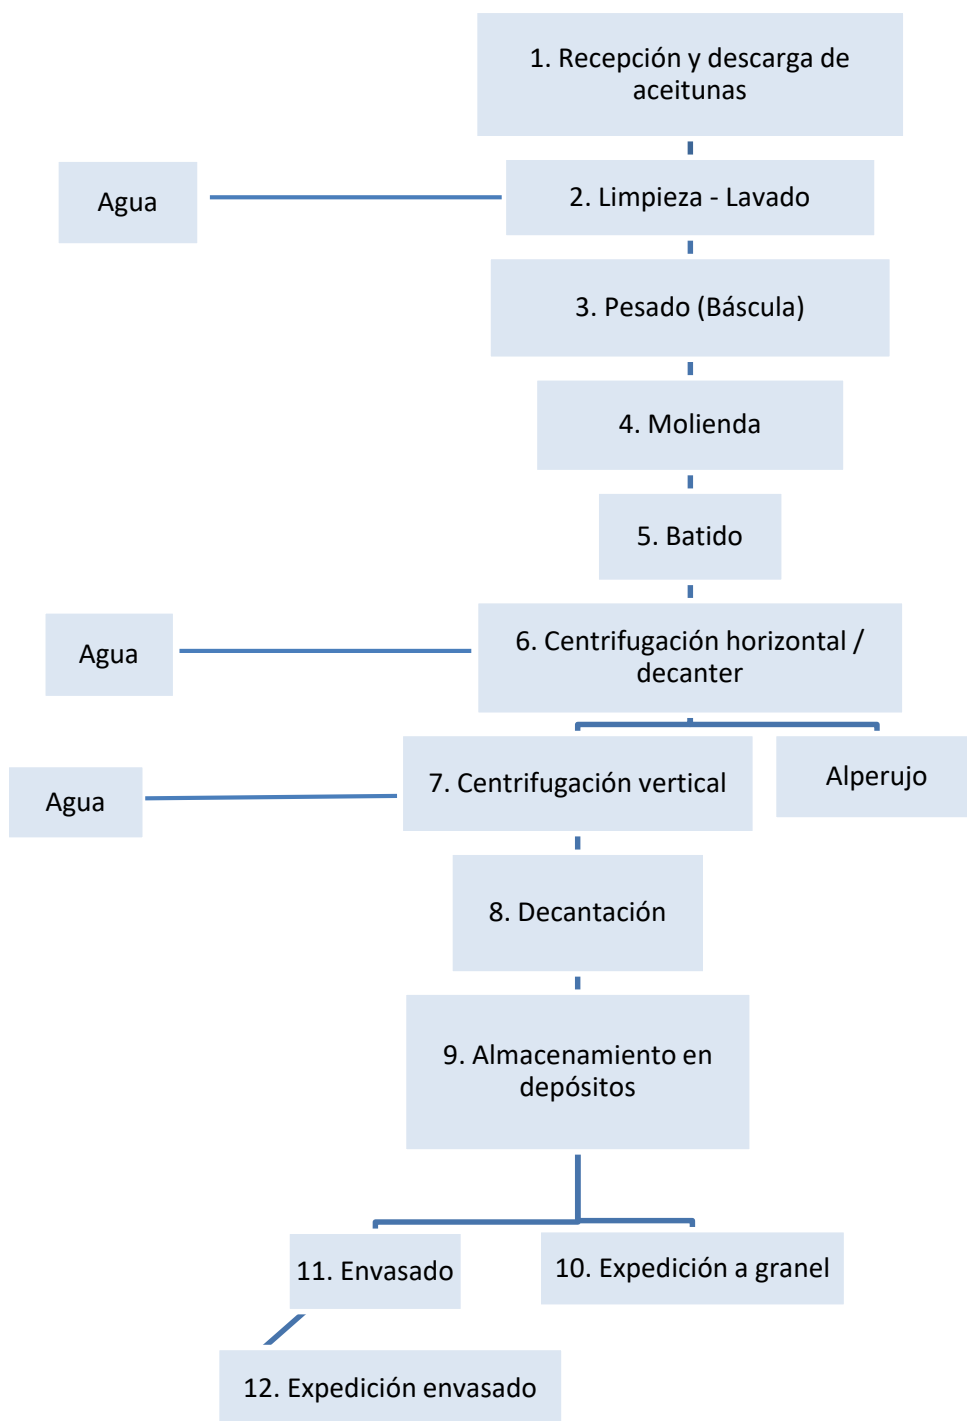 1. Recepción y descarga de
aceitunas
Agua
2. Limpieza - Lavado
3. Pesado (Báscula)
4. Molienda
5. Batido
Agua
6. Centrifugación horizontal /
decanter
Agua
7. Centrifugación vertical
Alperujo
8. Decantación
9. Almacenamiento en
depósitos
11. Envasado
10. Expedición a granel
12. Expedición envasado